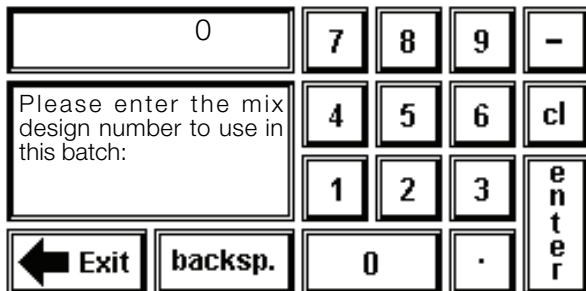 0
7 8 9 -
Please enter the mix
design number to use in
this batch:
4 5 6 cl
1 2 3
enter
Exit backsp. 0 .